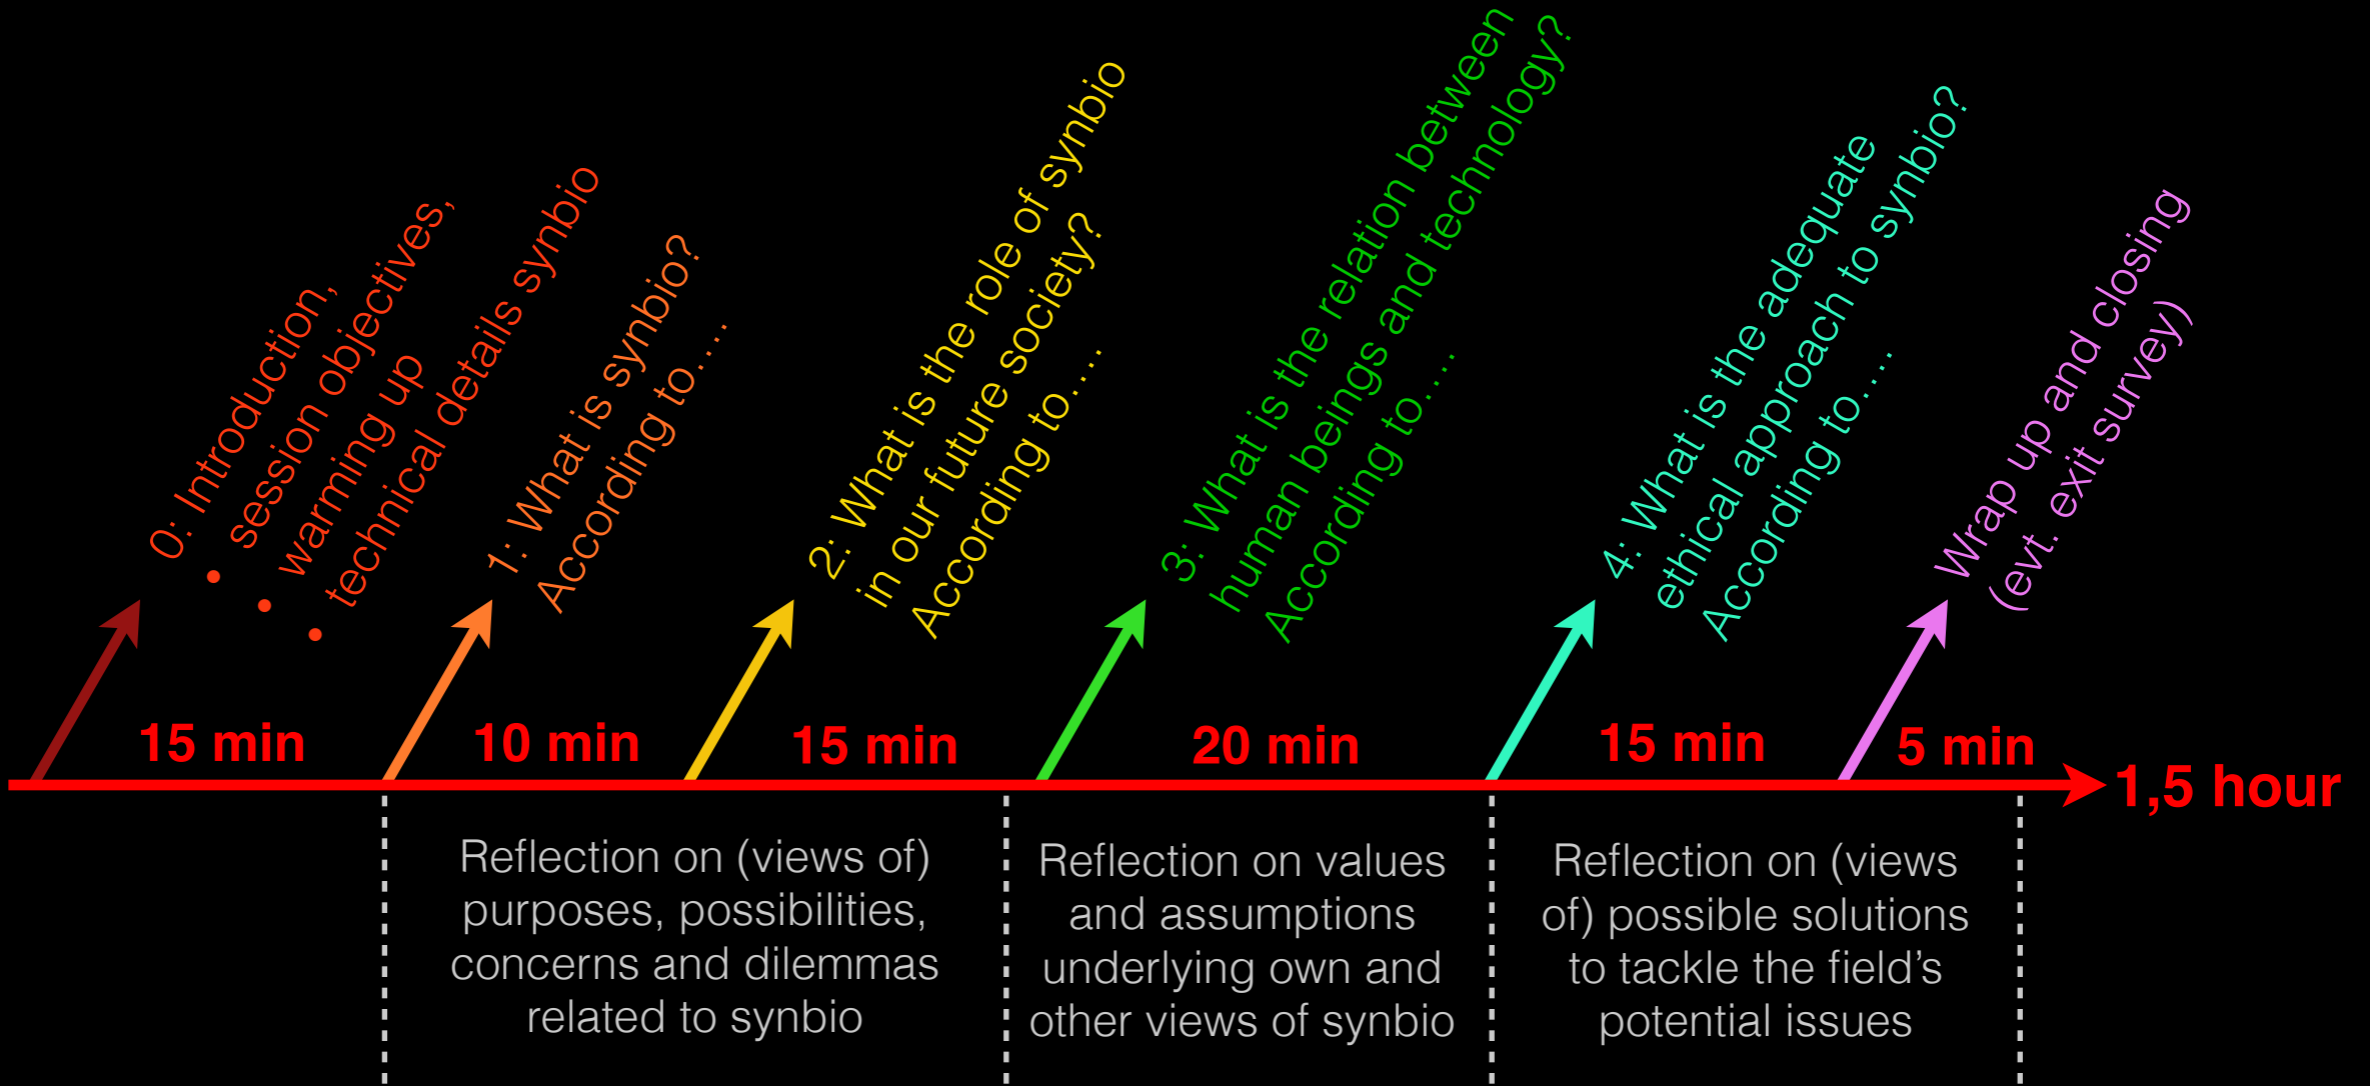 0: Introduction,
• session objectives,
• warming up
• technical details synbio
1: What is synbio?
According to….
2: What is the role of synbio
in our future society?
According to….
3: What is the relation between
human beings and technology?
According to….
4: What is the adequate
ethical approach to synbio?
According to….
Wrap up and closing
(evt. exit survey)
15 min
10 min
15 min
20 min
15 min
5 min
1,5 hour
Reflection on (views of)
purposes, possibilities,
concerns and dilemmas
related to synbio
Reflection on values
and assumptions
underlying own and
other views of synbio
Reflection on (views
of) possible solutions
to tackle the field’s
potential issues